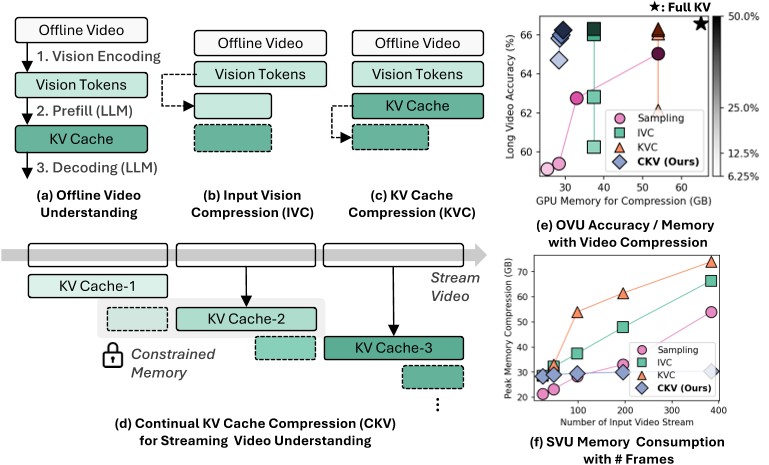 Offline Video
1. Vision Encoding
Vision Tokens
2. Prefill (LLM)
KV Cache
3. Decoding (LLM)
(a) Offline Video
Understanding
Offline Video
Vision Tokens
(b) Input Vision
Compression (IVC)
Offline Video
Vision Tokens
KV Cache
(c) KV Cache
Compression (KVC)
Stream
Video
KV Cache-1
KV Cache-2
KV Cache-3
Constrained
Memory
(d) Continual KV Cache Compression (CKV)
for Streaming Video Understanding
★: Full KV
Long Video Accuracy (%)
66
64
62
60
30
40
50
60
GPU Memory for Compression (GB)
Sampling
IVC
KVC
CKV (Ours)
50.0%
25.0%
12.5%
6.25%
(e) OVU Accuracy / Memory
with Video Compression
Peak Memory Compression (GB)
70
60
50
40
30
20
100
200
300
400
Number of Input Video Stream
Sampling
IVC
KVC
CKV (Ours)
(f) SVU Memory Consumption
with # Frames